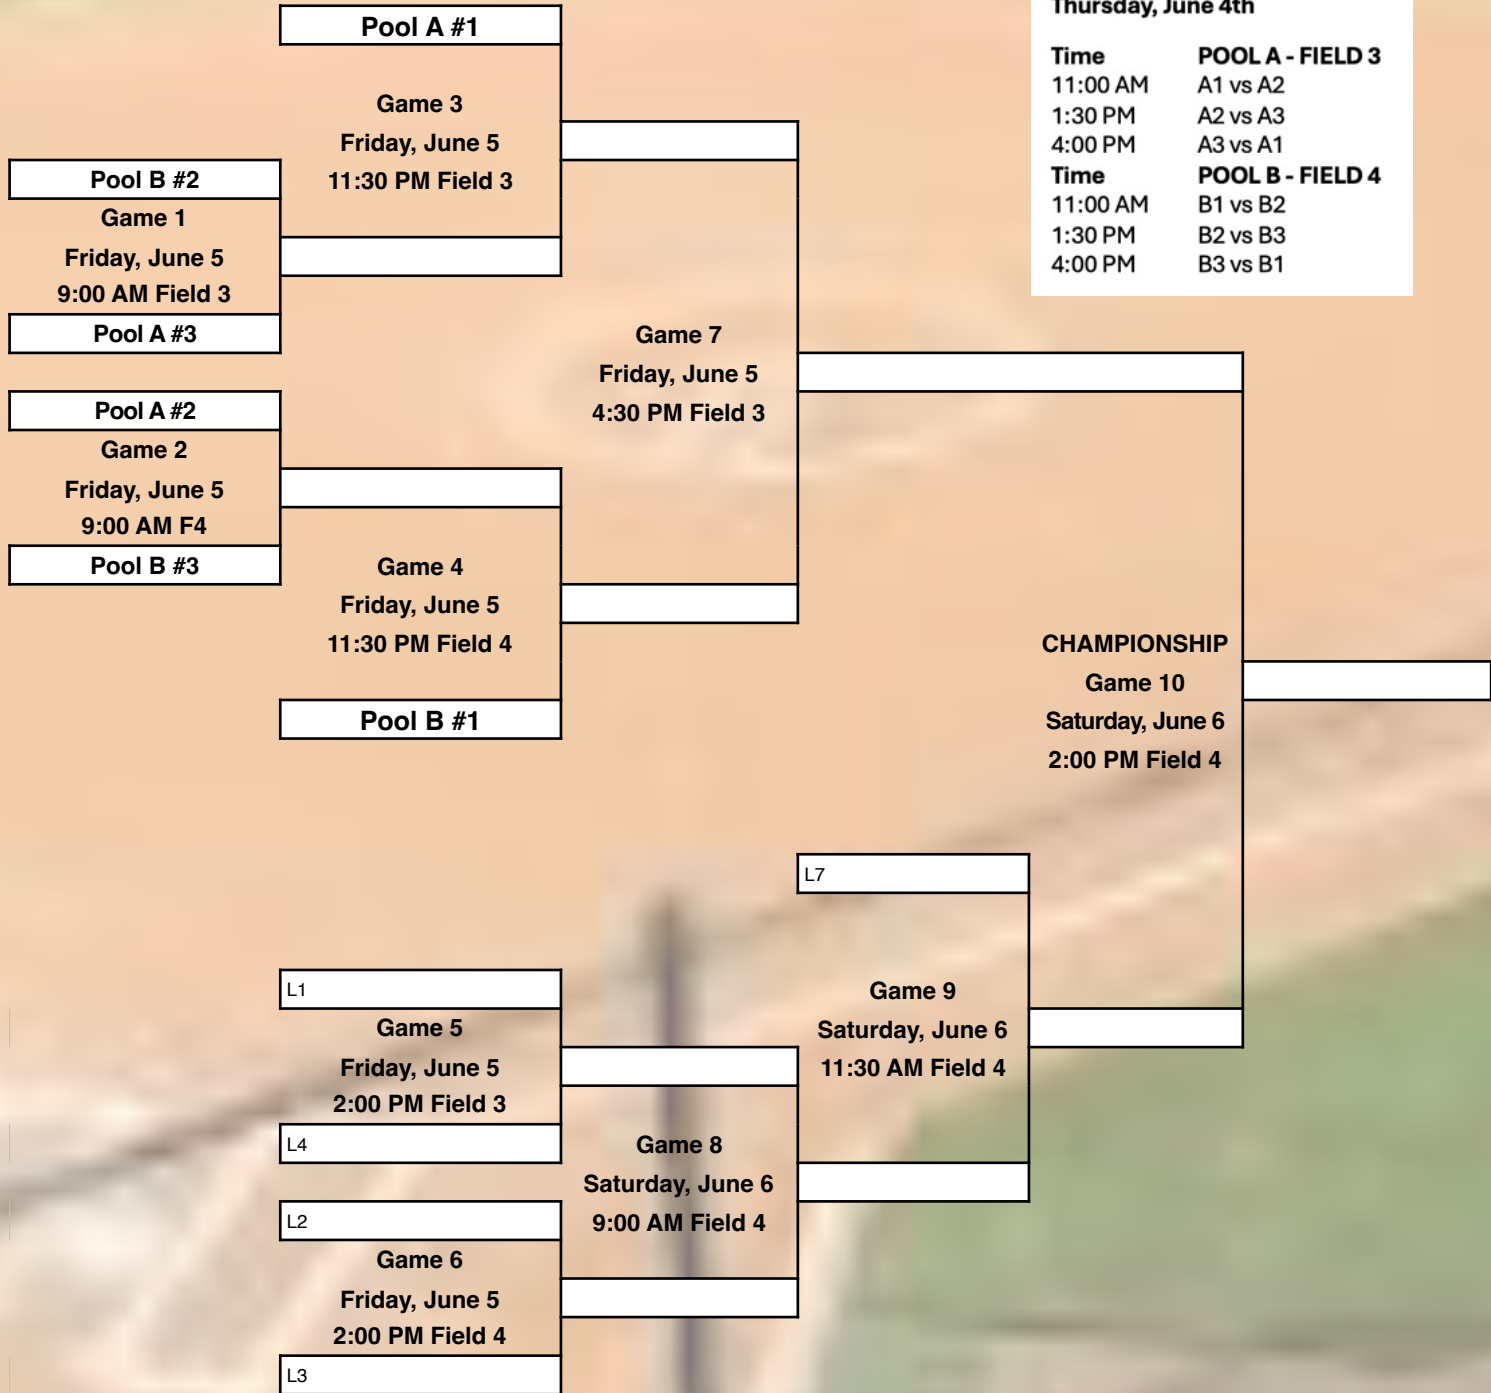 Pool A #1
Game 3
Friday, June 5
11:30 PM Field 3
Pool B #2
Game 1
Friday, June 5
9:00 AM Field 3
Pool A #3
Pool A #2
Game 2
Friday, June 5
9:00 AM F4
Pool B #3
Game 4
Friday, June 5
11:30 PM Field 4
Pool B #1
Game 7
Friday, June 5
4:30 PM Field 3
Thursday, June 4th
Time POOL A - FIELD 3
11:00 AM A1 vs A2
1:30 PM A2 vs A3
4:00 PM A3 vs A1
Time POOL B - FIELD 4
11:00 AM B1 vs B2
1:30 PM B2 vs B3
4:00 PM B3 vs B1
CHAMPIONSHIP
Game 10
Saturday, June 6
2:00 PM Field 4
L7
Game 9
Saturday, June 6
11:30 AM Field 4
L1
Game 5
Friday, June 5
2:00 PM Field 3
L4
Game 8
Saturday, June 6
9:00 AM Field 4
L2
Game 6
Friday, June 5
2:00 PM Field 4
L3